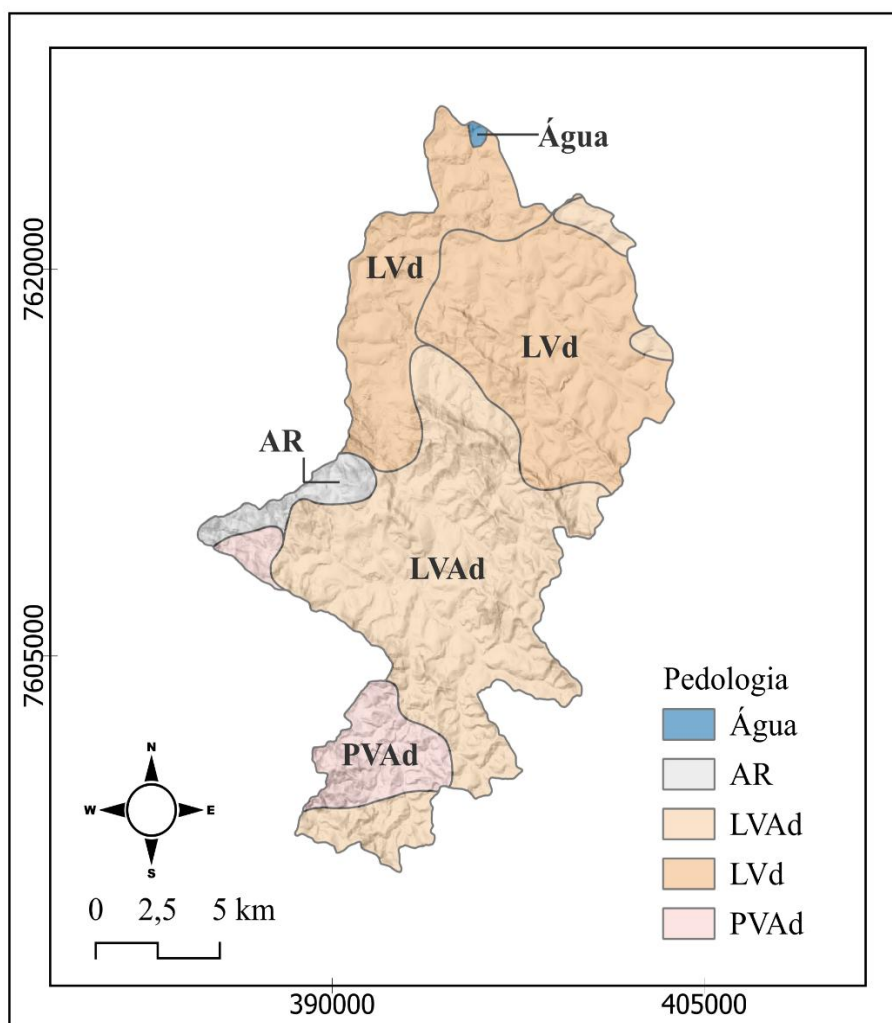 Água
7620000
LVd
LVd
AR
LVAd
7605000
PVAd
Pedologia
Água
AR
LVAd
LVd
PVAd
N
W
E
S
0 2,5 5 km
390000
405000